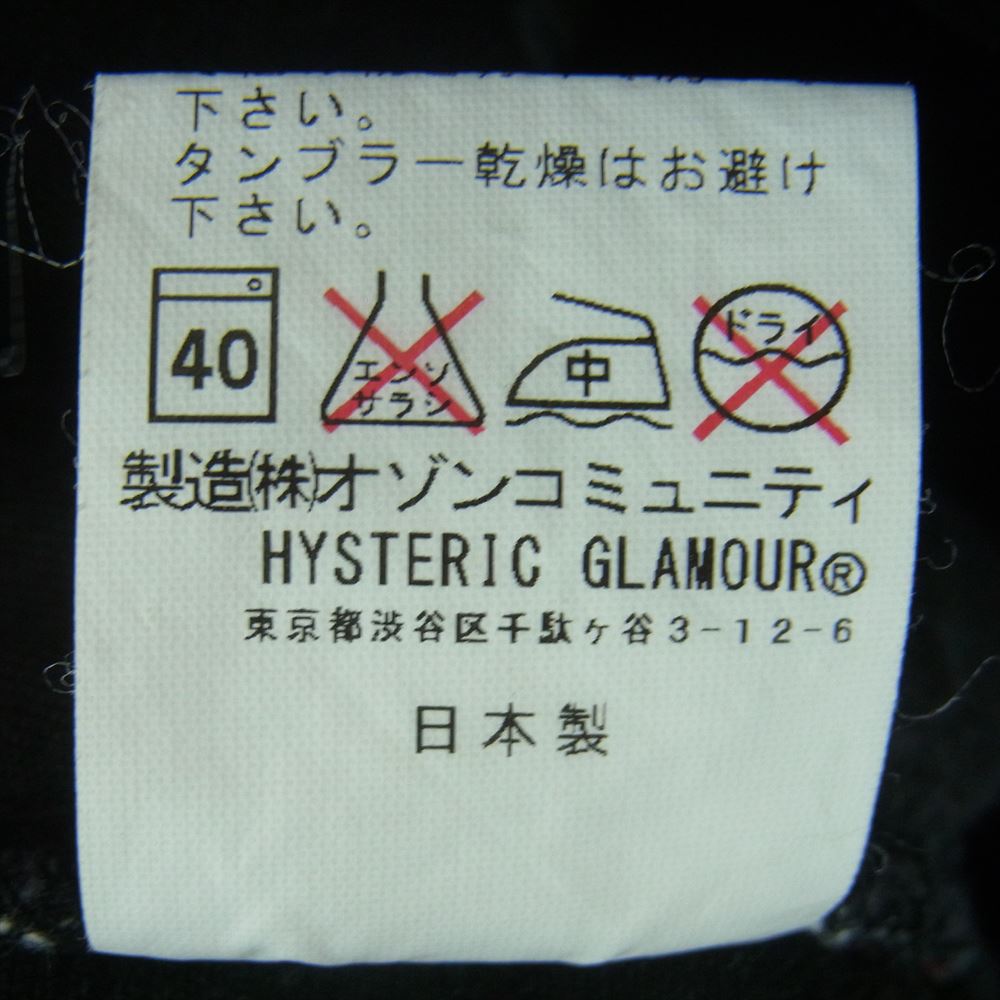 下さい。
タンブラー乾燥はお避け
下さい。
40
エンソ
サラシ
中
ドライ
製造(株)オゾンコミュニティ
HYSTERIC GLAMOUR®
東京都渋谷区千駄ヶ谷3-12-6
日本製